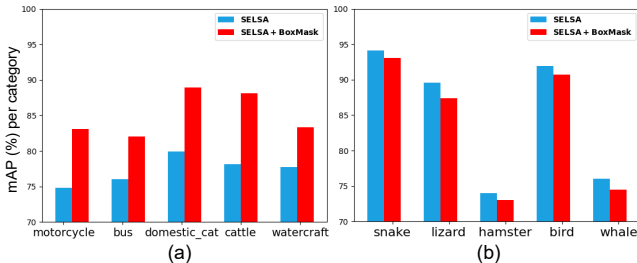 mAP (%) per category
100
95
90
85
80
75
70
SELSA
SELSA + BoxMask
motorcycle bus domestic_cat cattle watercraft
(a)
100
95
90
85
80
75
70
SELSA
SELSA + BoxMask
snake lizard hamster bird whale
(b)